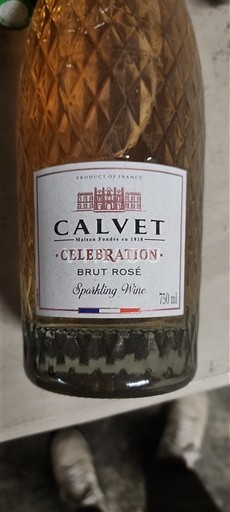 PRODUCT OF FRANCE
CALVET
Maison Fondée en 1818
· CELEBRATION ·
BRUT ROSÉ
Sparkling Wine
750 ml